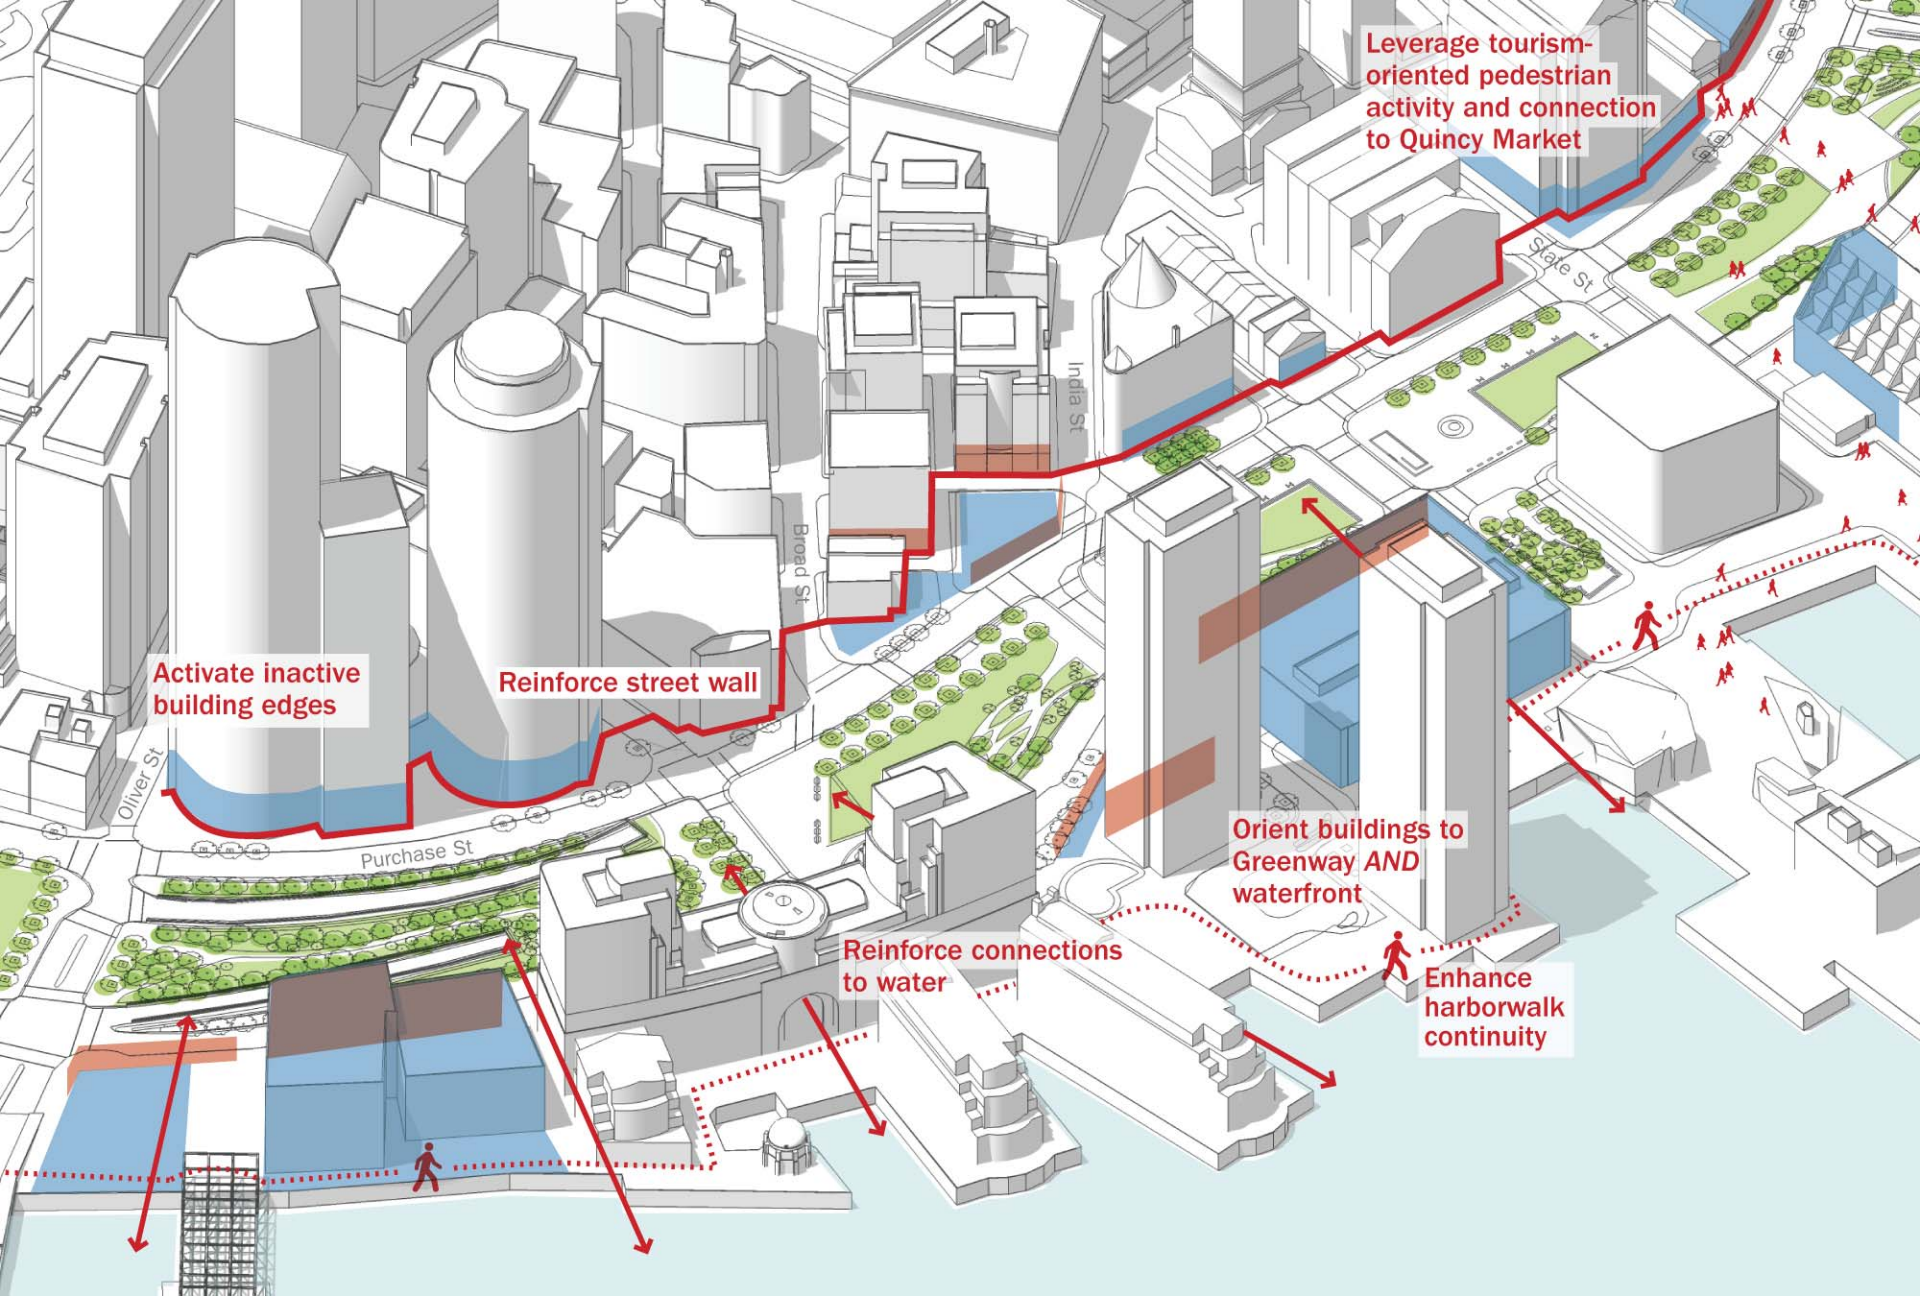 Leverage tourism-
oriented pedestrian
activity and connection
to Quincy Market
State St
India St
Broad St
Activate inactive
building edges
Reinforce street wall
Oliver St
Purchase St
Orient buildings to
Greenway AND
waterfront
Reinforce connections
to water
Enhance
harborwalk
continuity